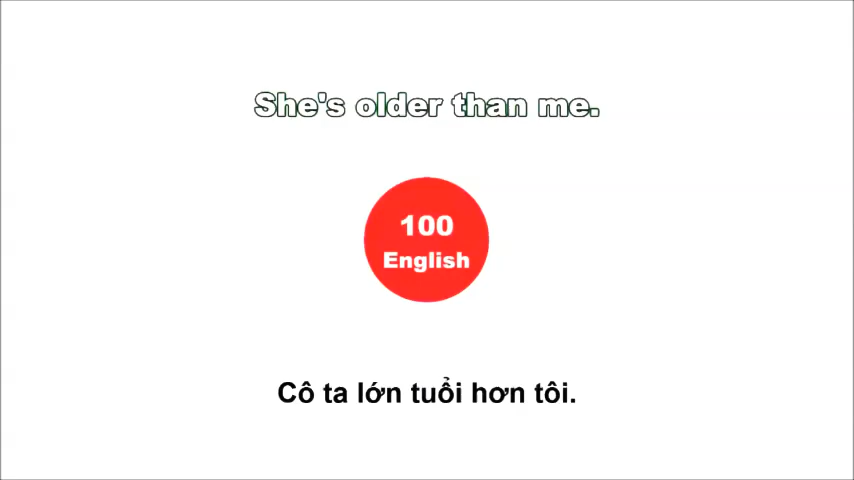 She's older than me.
100
English
Cô ta lớn tuổi hơn tôi.